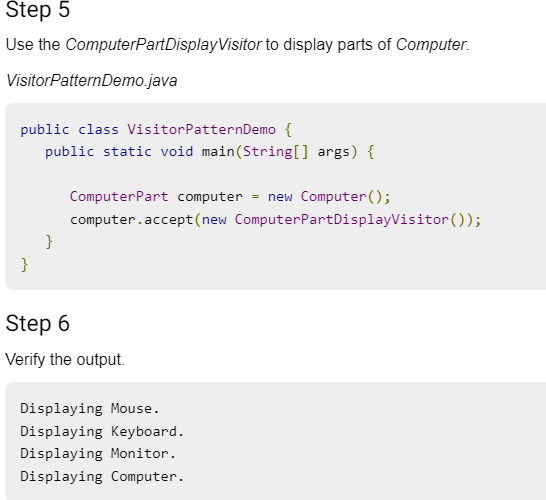 Step 5
Use the ComputerPartDisplayVisitor to display parts of Computer.
VisitorPatternDemo.java
public class VisitorPatternDemo {
   public static void main(String[] args) {

      ComputerPart computer = new Computer();
      computer.accept(new ComputerPartDisplayVisitor());
   }
}
Step 6
Verify the output.
Displaying Mouse.
Displaying Keyboard.
Displaying Monitor.
Displaying Computer.